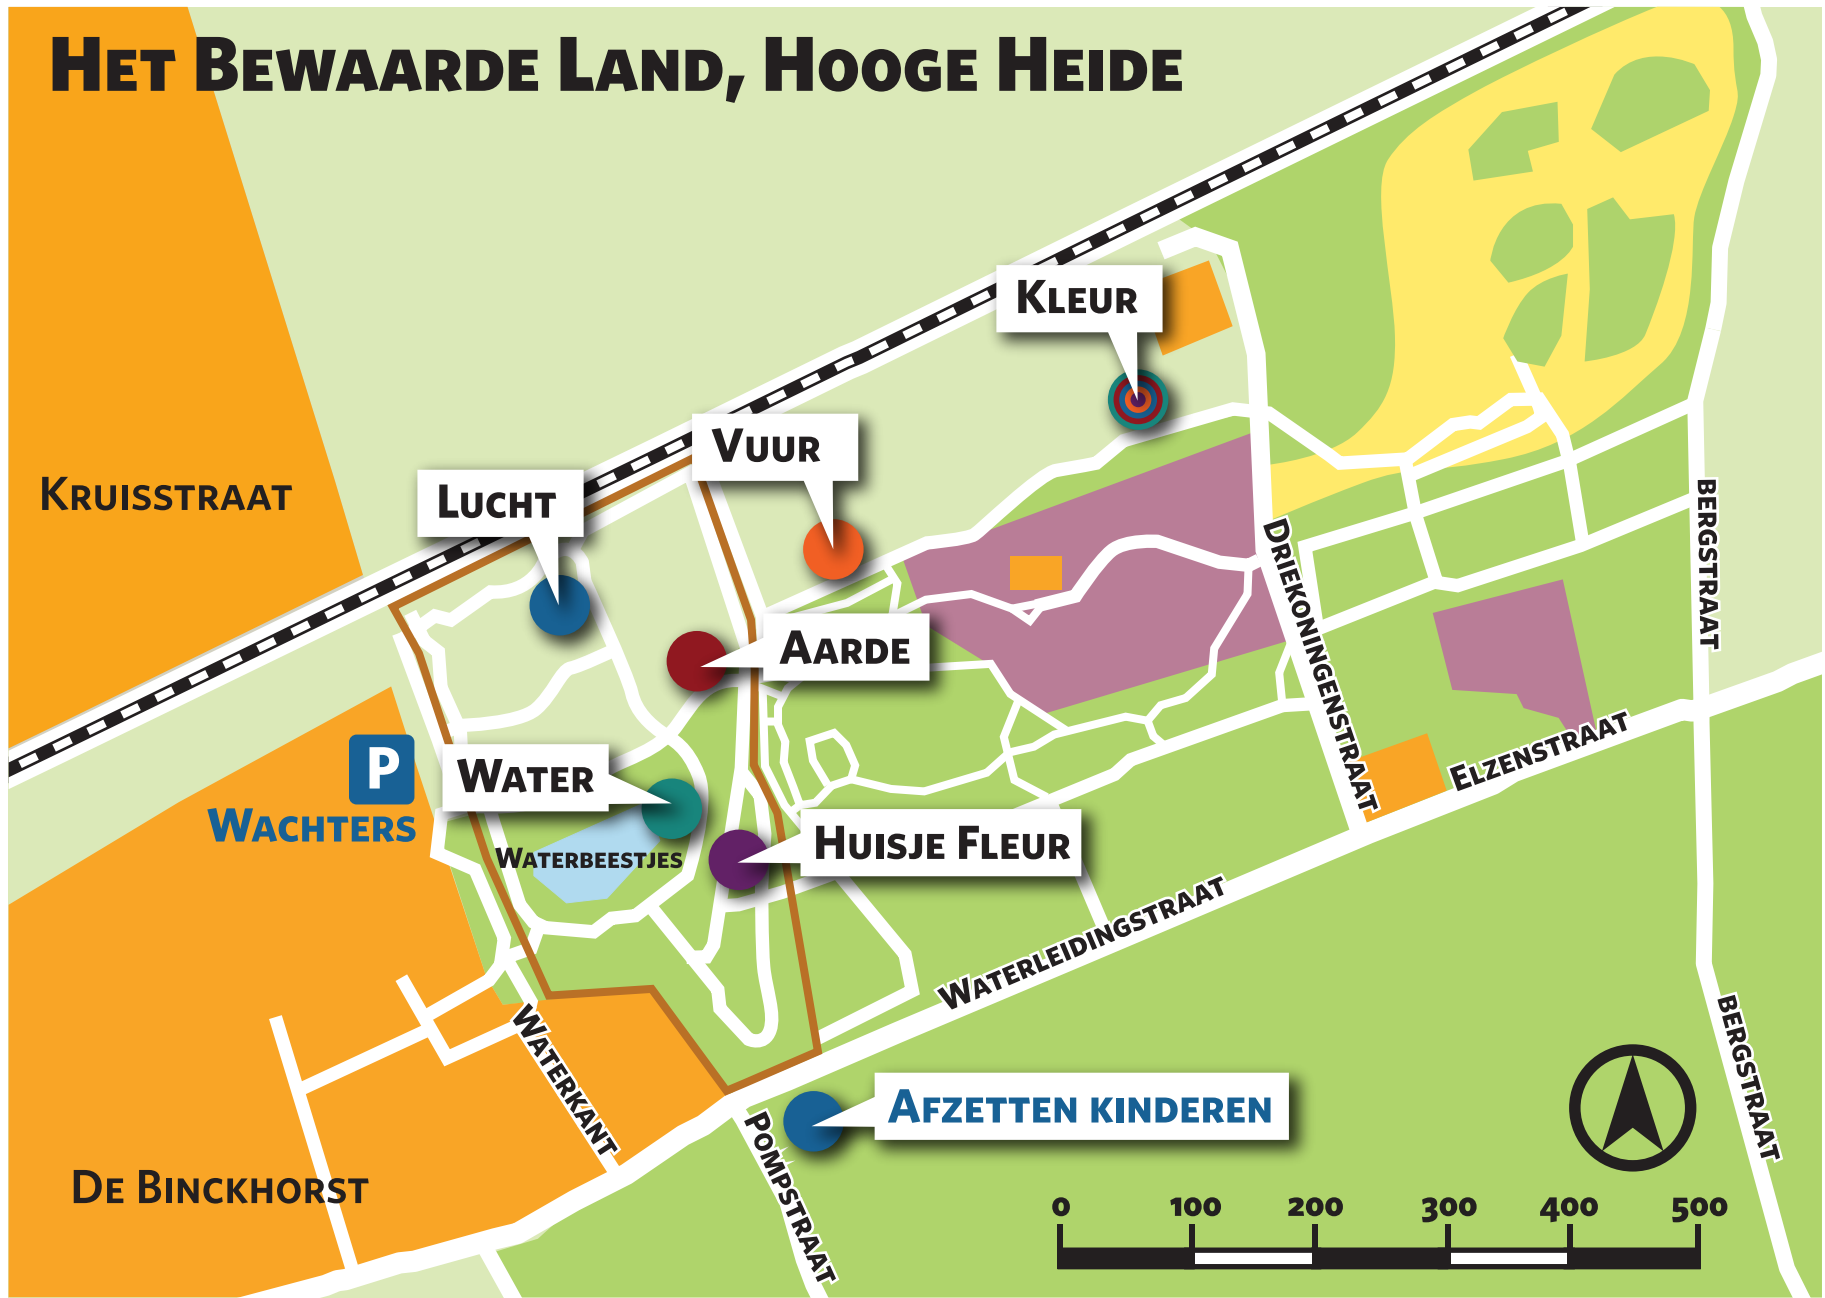 HET BEWAARDE LAND, HOOGE HEIDE
KLEUR
VUUR
LUCHT
KRUISSTRAAT
BERGSTRAAT
DRIEKONINGENSTRAAT
AARDE
P
WACHTERS
WATER
ELZENSTRAAT
WATERBEESTJES
HUISJE FLEUR
WATERLEIDINGSTRAAT
WATERKANT
BERGSTRAAT
AFZETTEN KINDEREN
POMPSTRAAT
DE BINCKHORST
0 100 200 300 400 500